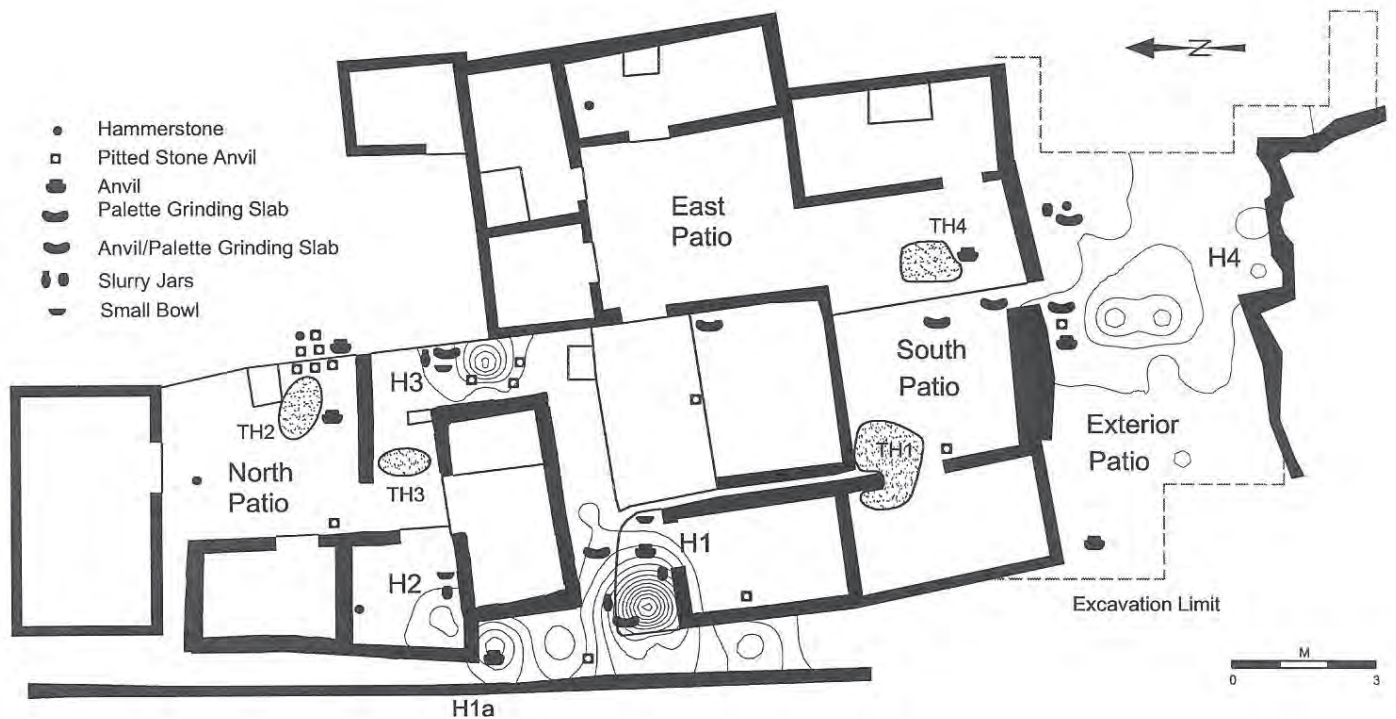 N
Hammerstone
Pitted Stone Anvil
Anvil
Palette Grinding Slab
Anvil/Palette Grinding Slab
Slurry Jars
Small Bowl
East
Patio
TH4
H4
H3
South
Patio
TH2
TH1
Exterior
Patio
North
Patio
TH3
H1
H2
Excavation Limit
M
0 3
H1a